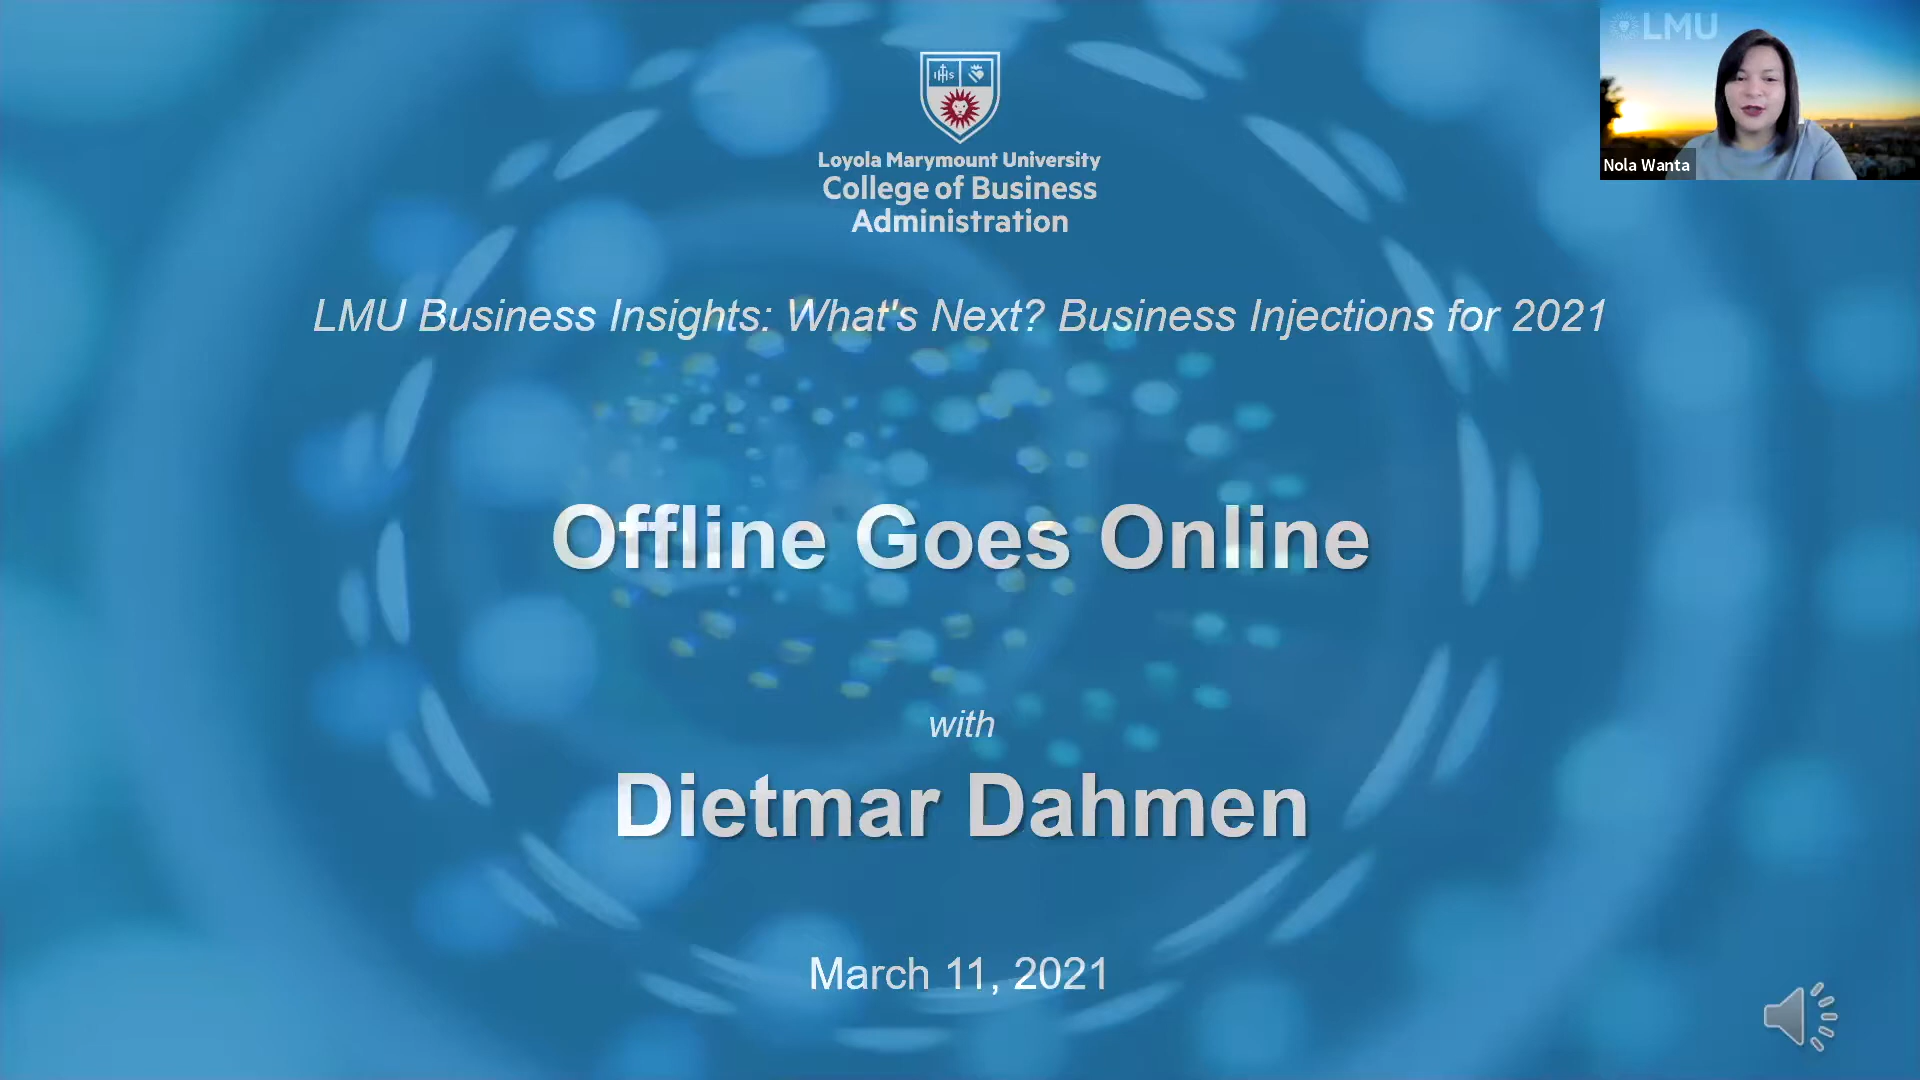 LMU
Nola Wanta
IHS
Loyola Marymount University
College of Business
Administration
LMU Business Insights: What's Next? Business Injections for 2021
Offline Goes Online
with
Dietmar Dahmen
March 11, 2021